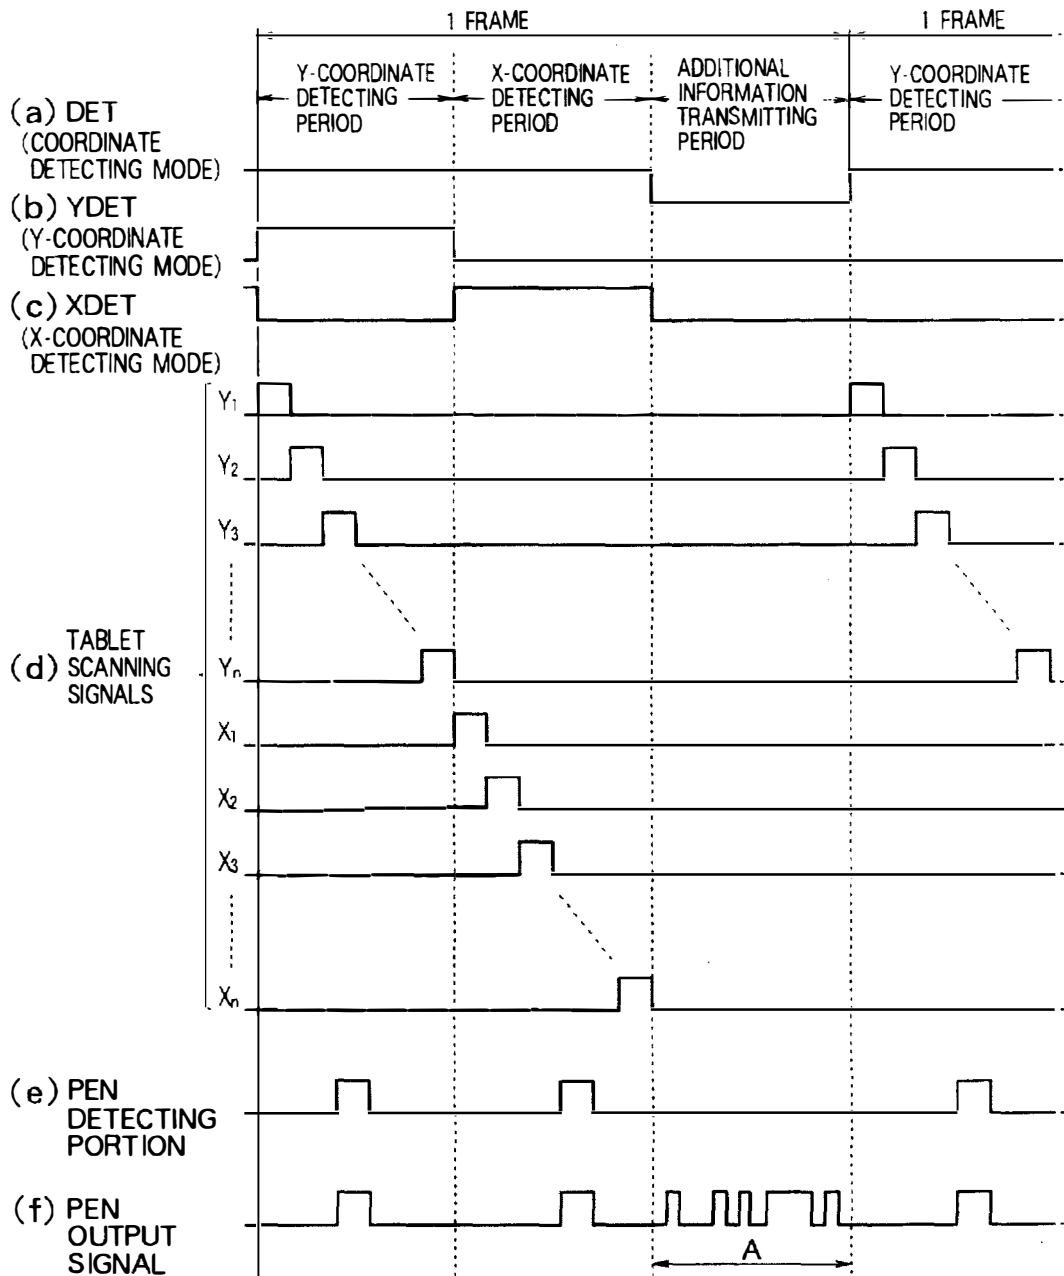 1 FRAME
1 FRAME
Y-COORDINATE
DETECTING
PERIOD
X-COORDINATE
DETECTING
PERIOD
ADDITIONAL
INFORMATION
TRANSMITTING
PERIOD
Y-COORDINATE
DETECTING
PERIOD
(a) DET
(COORDINATE
DETECTING MODE)
(b) YDET
(Y-COORDINATE
DETECTING MODE)
(c) XDET
(X-COORDINATE
DETECTING MODE)
(d) TABLET
SCANNING
SIGNALS
Y1
Y2
Y3
Yn
X1
X2
X3
Xn
(e) PEN
DETECTING
PORTION
(f) PEN
OUTPUT
SIGNAL
A